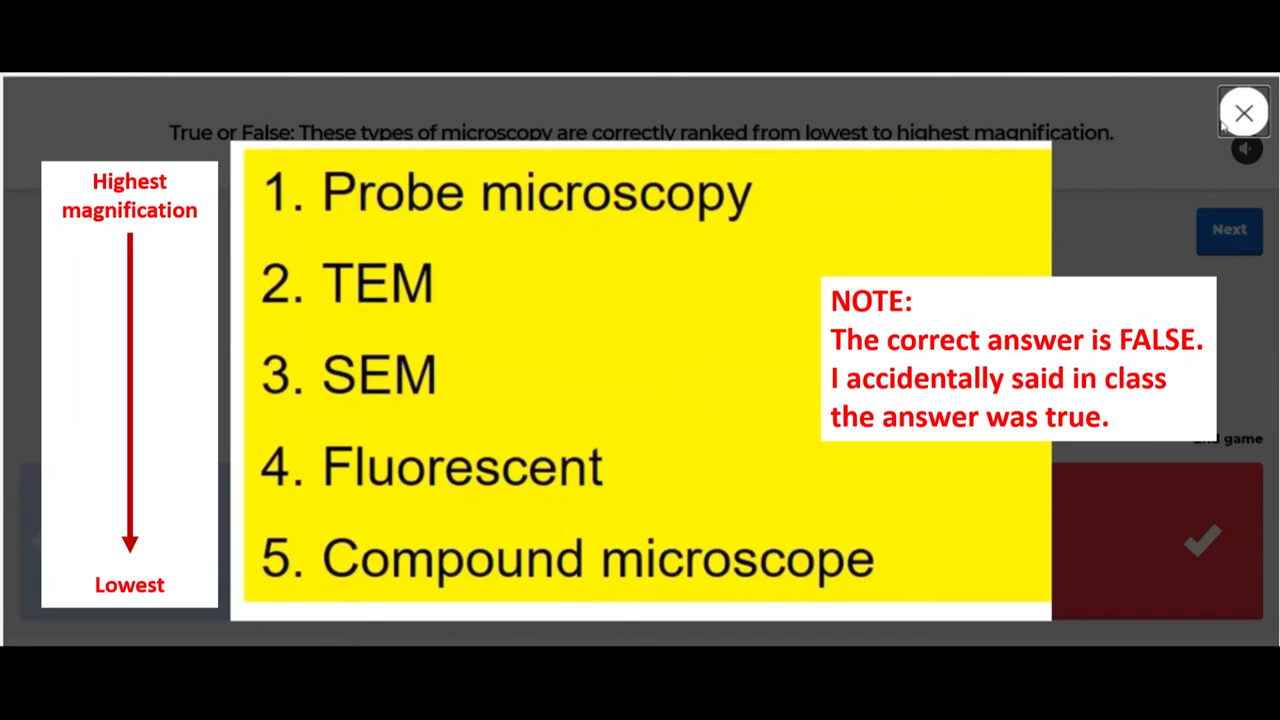 True or False: These types of microscopy are correctly ranked from lowest to highest magnification.
Highest
magnification
Lowest
1. Probe microscopy
2. TEM
3. SEM
4. Fluorescent
5. Compound microscope
Next
NOTE:
The correct answer is FALSE.
I accidentally said in class
the answer was true.
game